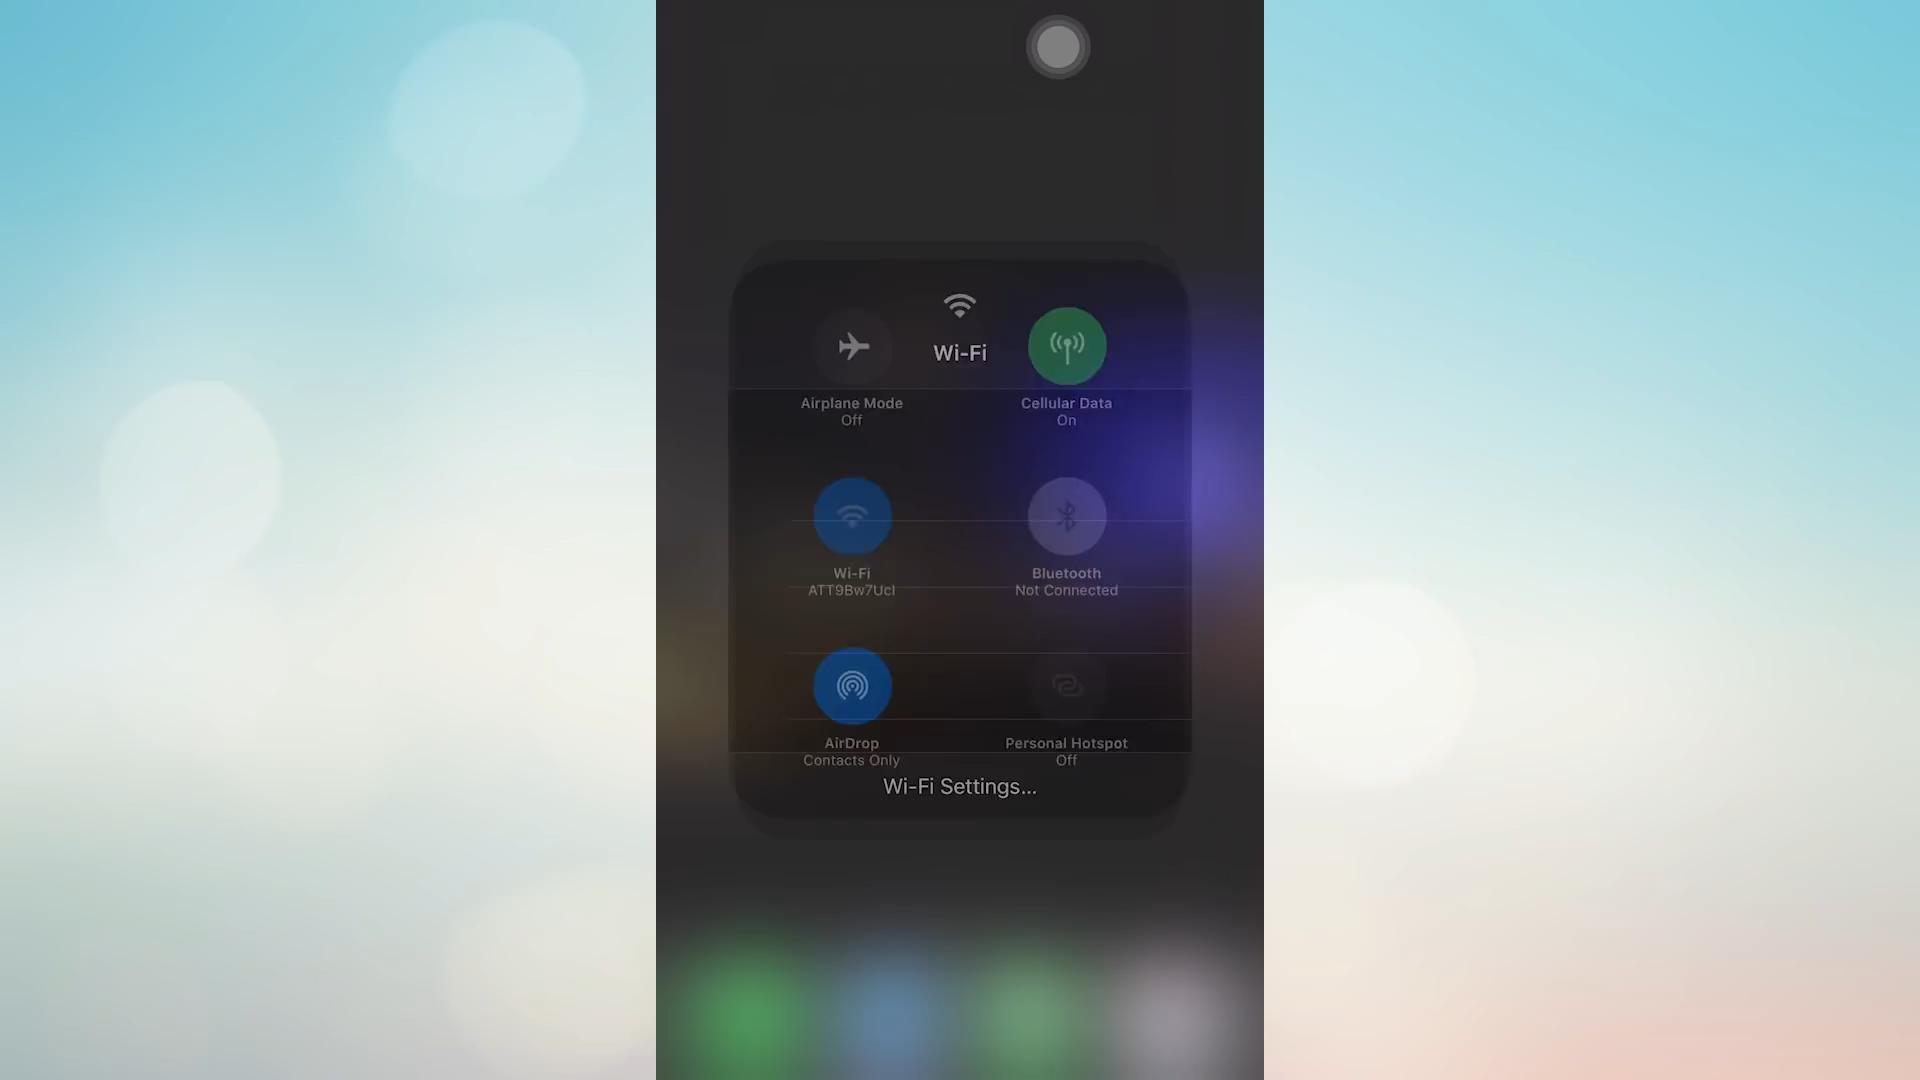 Wi-Fi
Airplane Mode
Off
Cellular Data
On
Wi-Fi
ATT9Bw7UcI
Bluetooth
Not Connected
AirDrop
Contacts Only
Personal Hotspot
Off
Wi-Fi Settings...